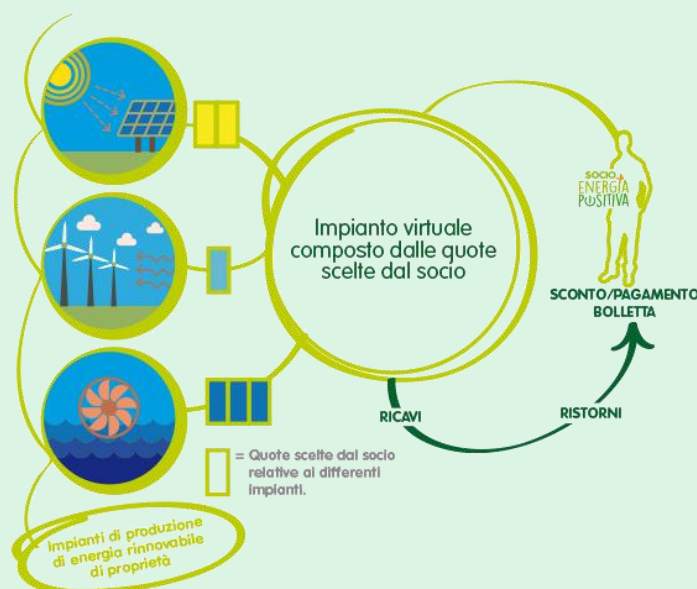 Impianto virtuale
composto dalle quote
scelte dal socio
SOCIO
ENERGIA
POSITIVA
SCONTO/PAGAMENTO
BOLLETTA
RICAVI
RISTORNI
= Quote scelte dal socio
relative ai differenti
impianti.
Impianti di produzione
di energia rinnovabile
di proprietà